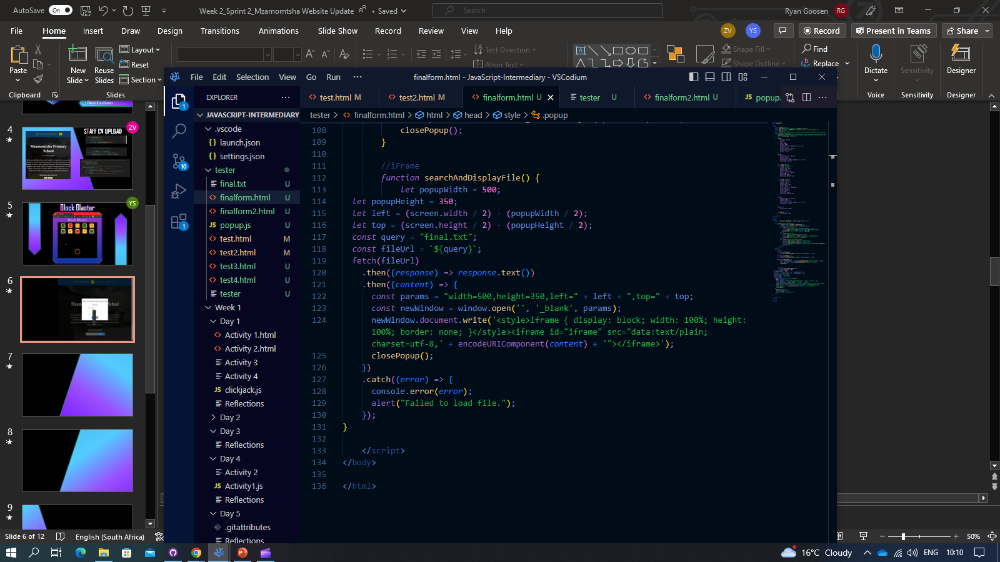 AutoSave On Week 2_Sprint 2_Mzamomtsha Website Update • Saved Search Ryan Goosen RG
File Home Insert Draw Design Transitions Animations Slide Show Record Review View Help ZV YS Record Present in Teams Share
Paste New Slide Reuse Slides Layout Reset Section Text Direction Align Text Shape Fill Shape Outline Find Replace Dictate Sensitivity Designer
Clipboard Slides Voice Sensitivity Designer
File Edit Selection View Go Run ··· finalform.html - JavaScript-Intermediary - VSCodium
EXPLORER ··· test.html M test2.html M finalform.html U tester U finalform2.html U JS popup.
JAVASCRIPT-INTERMEDIARY tester > finalform.html > html > head > style > .popup
.vscode
{} launch.json
{} settings.json
tester
final.txt U
finalform.html U
finalform2.html U
JS popup.js U
test.html M
test2.html M
test3.html U
test4.html U
tester U
Week 1
Day 1
Activity 1.html
Activity 2.html
Activity 3
Activity 4
JS clickjack.js
Reflections
Day 2
Day 3
Reflections
Day 4
Activity 2
JS Activity1.js
Reflections
Day 5
.gitattributes
Reflections
1
10
1
108 closePopup();
109 }
110
111 //iFrame
112 function searchAndDisplayFile() {
113 let popupWidth = 500;
114 let popupHeight = 350;
115 let left = (screen.width / 2) - (popupWidth / 2);
116 let top = (screen.height / 2) - (popupHeight / 2);
117 const query = "final.txt";
118 const fileUrl = `${query}`;
119 fetch(fileUrl)
120 .then((response) => response.text())
121 .then((content) => {
122 const params = "width=500,height=350,left=" + left + ",top=" + top;
123 const newWindow = window.open('', '_blank', params);
124 newWindow.document.write('<style>iframe { display: block; width: 100%; height:
100%; border: none; }</style><iframe id="iframe" src="data:text/plain;
charset=utf-8,' + encodeURIComponent(content) + '"></iframe>');
125 closePopup();
126 })
127 .catch((error) => {
128 console.error(error);
129 alert("Failed to load file.");
130 });
131 }
132
133 </script>
134 </body>
135
136 </html>
• Notification
4
Mzamomtsha Primary
School
STAFF CV UPLOAD
ZV
5
Block Blaster
Block Blaster
YS
6
7
8
9
Slide 6 of 12 English (South Africa) 50%
16°C Cloudy ENG 10:10